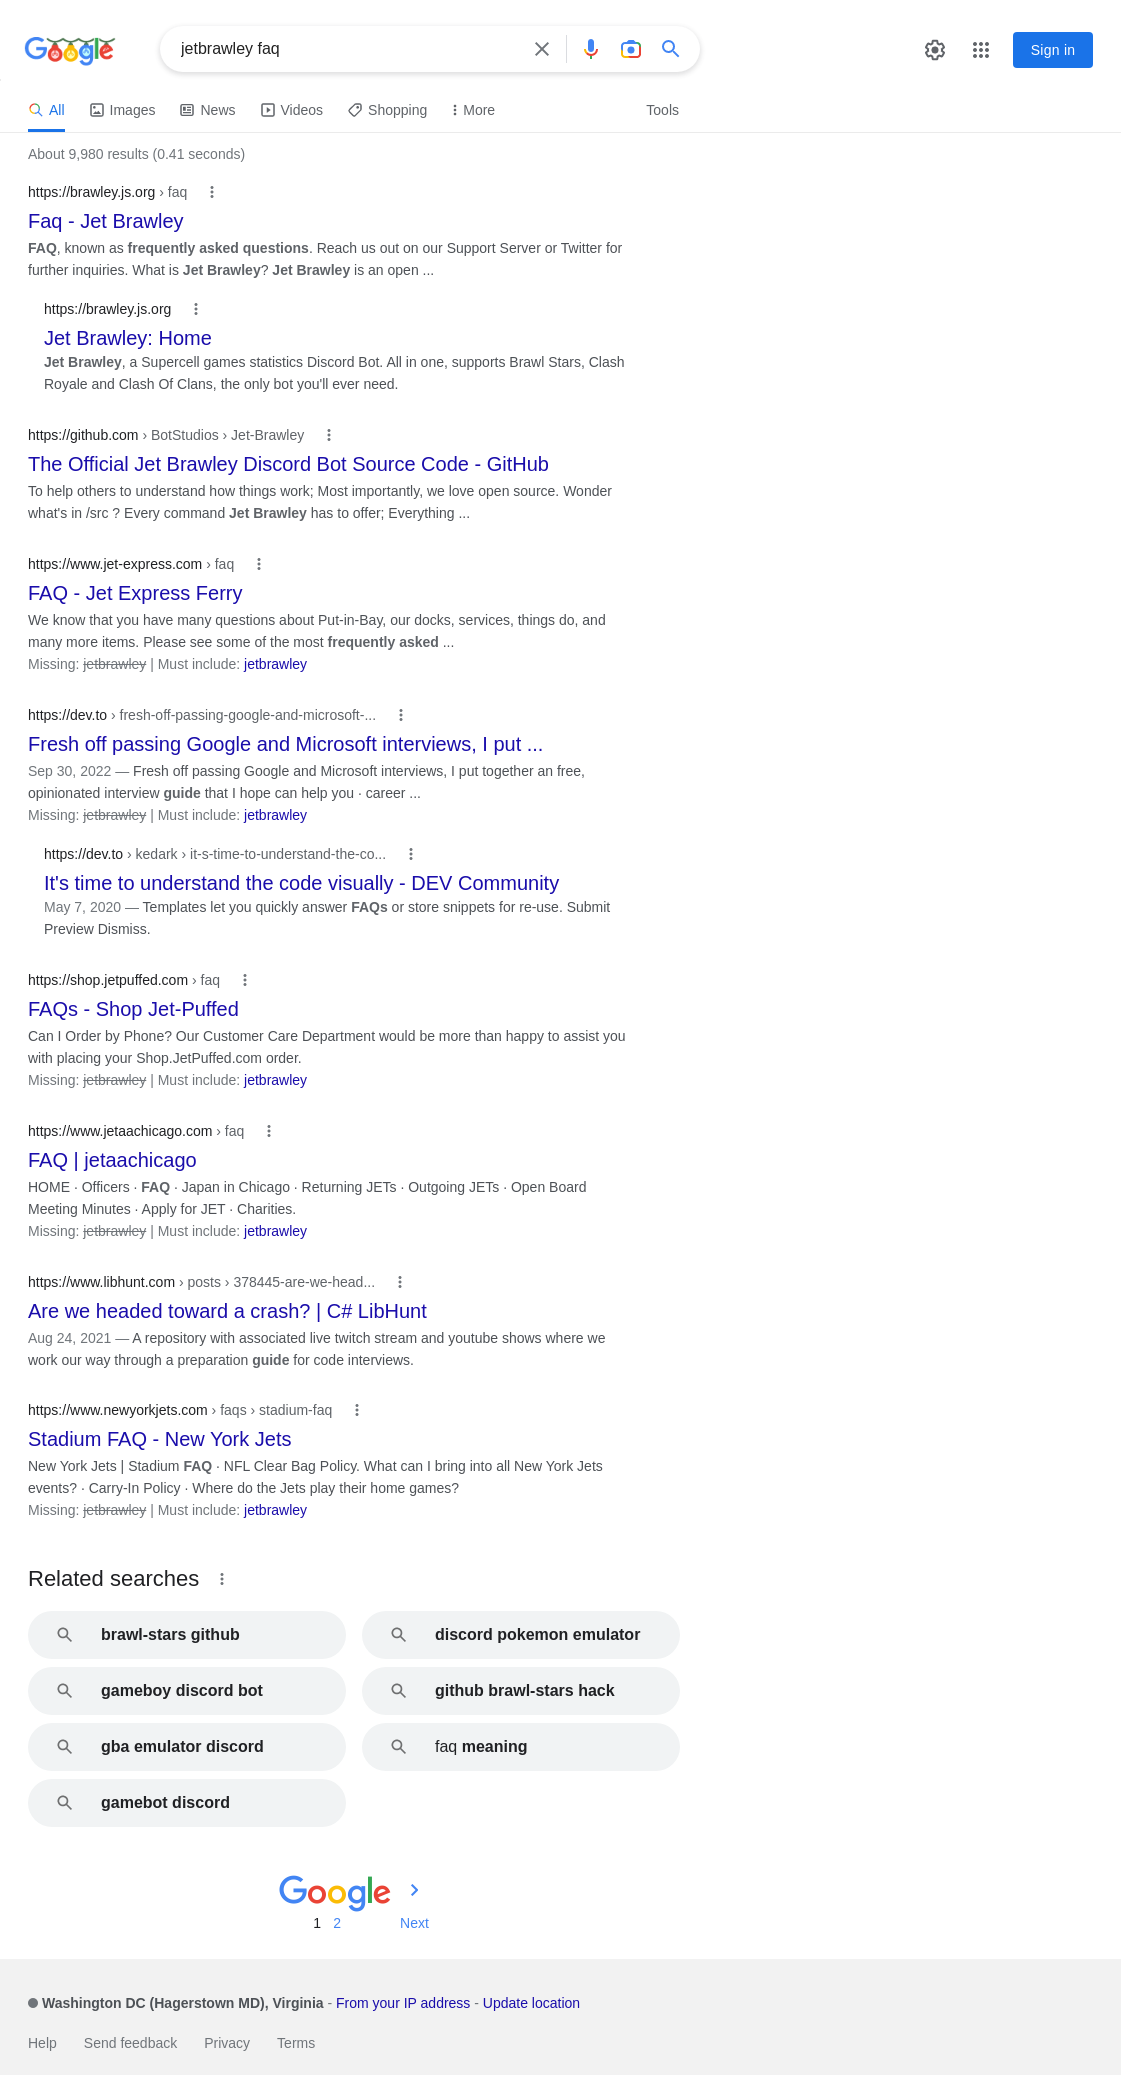 Google
jetbrawley faq
Sign in
All
Images
News
Videos
Shopping
More
Tools
About 9,980 results (0.41 seconds)
https://brawley.js.org › faq
Faq - Jet Brawley
FAQ, known as frequently asked questions. Reach us out on our Support Server or Twitter for
further inquiries. What is Jet Brawley? Jet Brawley is an open ...
https://brawley.js.org
Jet Brawley: Home
Jet Brawley, a Supercell games statistics Discord Bot. All in one, supports Brawl Stars, Clash
Royale and Clash Of Clans, the only bot you'll ever need.
https://github.com › BotStudios › Jet-Brawley
The Official Jet Brawley Discord Bot Source Code - GitHub
To help others to understand how things work; Most importantly, we love open source. Wonder
what's in /src ? Every command Jet Brawley has to offer; Everything ...
https://www.jet-express.com › faq
FAQ - Jet Express Ferry
We know that you have many questions about Put-in-Bay, our docks, services, things do, and
many more items. Please see some of the most frequently asked ...
Missing: jetbrawley | Must include: jetbrawley
https://dev.to › fresh-off-passing-google-and-microsoft-...
Fresh off passing Google and Microsoft interviews, I put ...
Sep 30, 2022 — Fresh off passing Google and Microsoft interviews, I put together an free,
opinionated interview guide that I hope can help you · career ...
Missing: jetbrawley | Must include: jetbrawley
https://dev.to › kedark › it-s-time-to-understand-the-co...
It's time to understand the code visually - DEV Community
May 7, 2020 — Templates let you quickly answer FAQs or store snippets for re-use. Submit
Preview Dismiss.
https://shop.jetpuffed.com › faq
FAQs - Shop Jet-Puffed
Can I Order by Phone? Our Customer Care Department would be more than happy to assist you
with placing your Shop.JetPuffed.com order.
Missing: jetbrawley | Must include: jetbrawley
https://www.jetaachicago.com › faq
FAQ | jetaachicago
HOME · Officers · FAQ · Japan in Chicago · Returning JETs · Outgoing JETs · Open Board
Meeting Minutes · Apply for JET · Charities.
Missing: jetbrawley | Must include: jetbrawley
https://www.libhunt.com › posts › 378445-are-we-head...
Are we headed toward a crash? | C# LibHunt
Aug 24, 2021 — A repository with associated live twitch stream and youtube shows where we
work our way through a preparation guide for code interviews.
https://www.newyorkjets.com › faqs › stadium-faq
Stadium FAQ - New York Jets
New York Jets | Stadium FAQ · NFL Clear Bag Policy. What can I bring into all New York Jets
events? · Carry-In Policy · Where do the Jets play their home games?
Missing: jetbrawley | Must include: jetbrawley
Related searches
brawl-stars github
discord pokemon emulator
gameboy discord bot
github brawl-stars hack
gba emulator discord
faq meaning
gamebot discord
Google
1 2 Next
Washington DC (Hagerstown MD), Virginia - From your IP address - Update location
Help Send feedback Privacy Terms